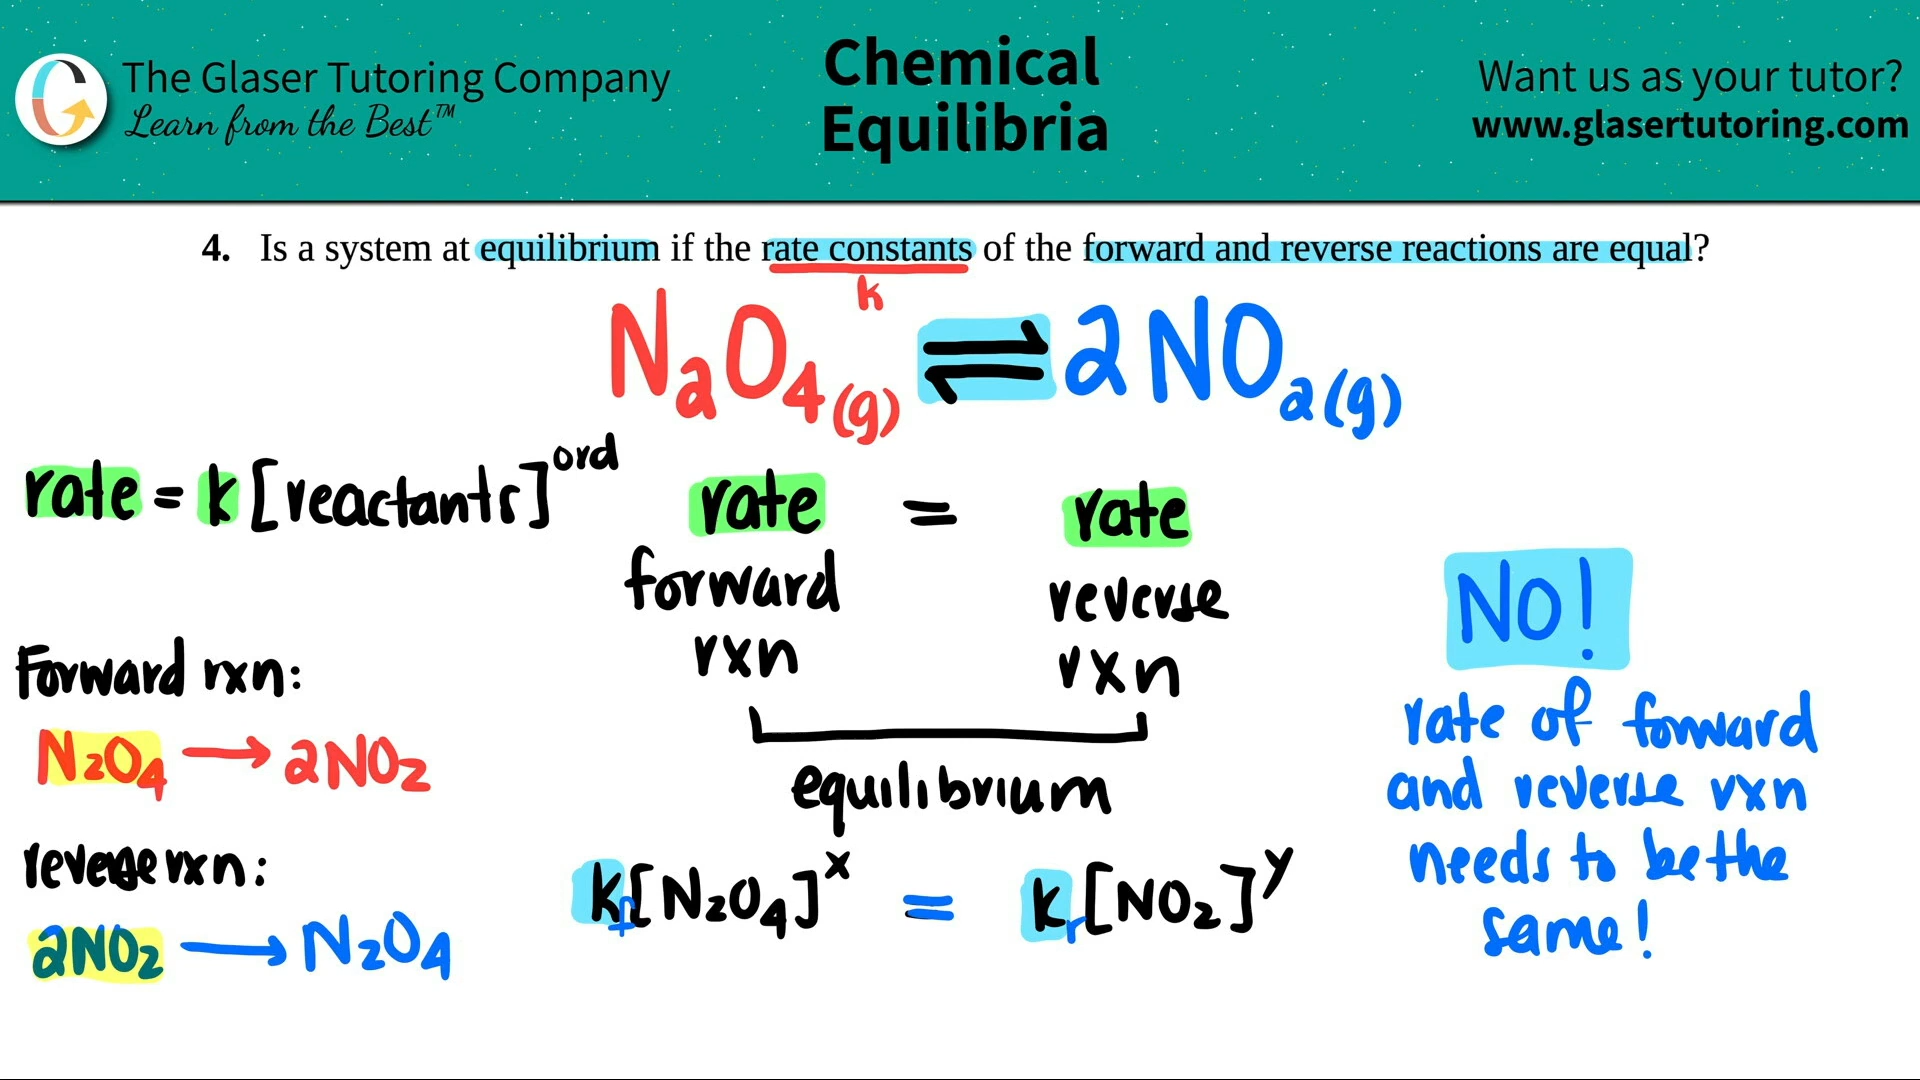 The Glaser Tutoring Company
Learn from the Best™
Chemical
Equilibria
Want us as your tutor?
www.glasertutoring.com
4. Is a system at equilibrium if the rate constants of the forward and reverse reactions are equal?
k
N₂O₄(g) ⇌ 2NO₂(g)
rate = k[reactants]^ord
rate = rate
forward reverse
rxn rxn
equilibrium
k_f[N₂O₄]^x = k_r[NO₂]^y
Forward rxn:
N₂O₄ → 2NO₂
reverse rxn:
2NO₂ → N₂O₄
NO!
rate of forward
and reverse rxn
needs to be the
same!